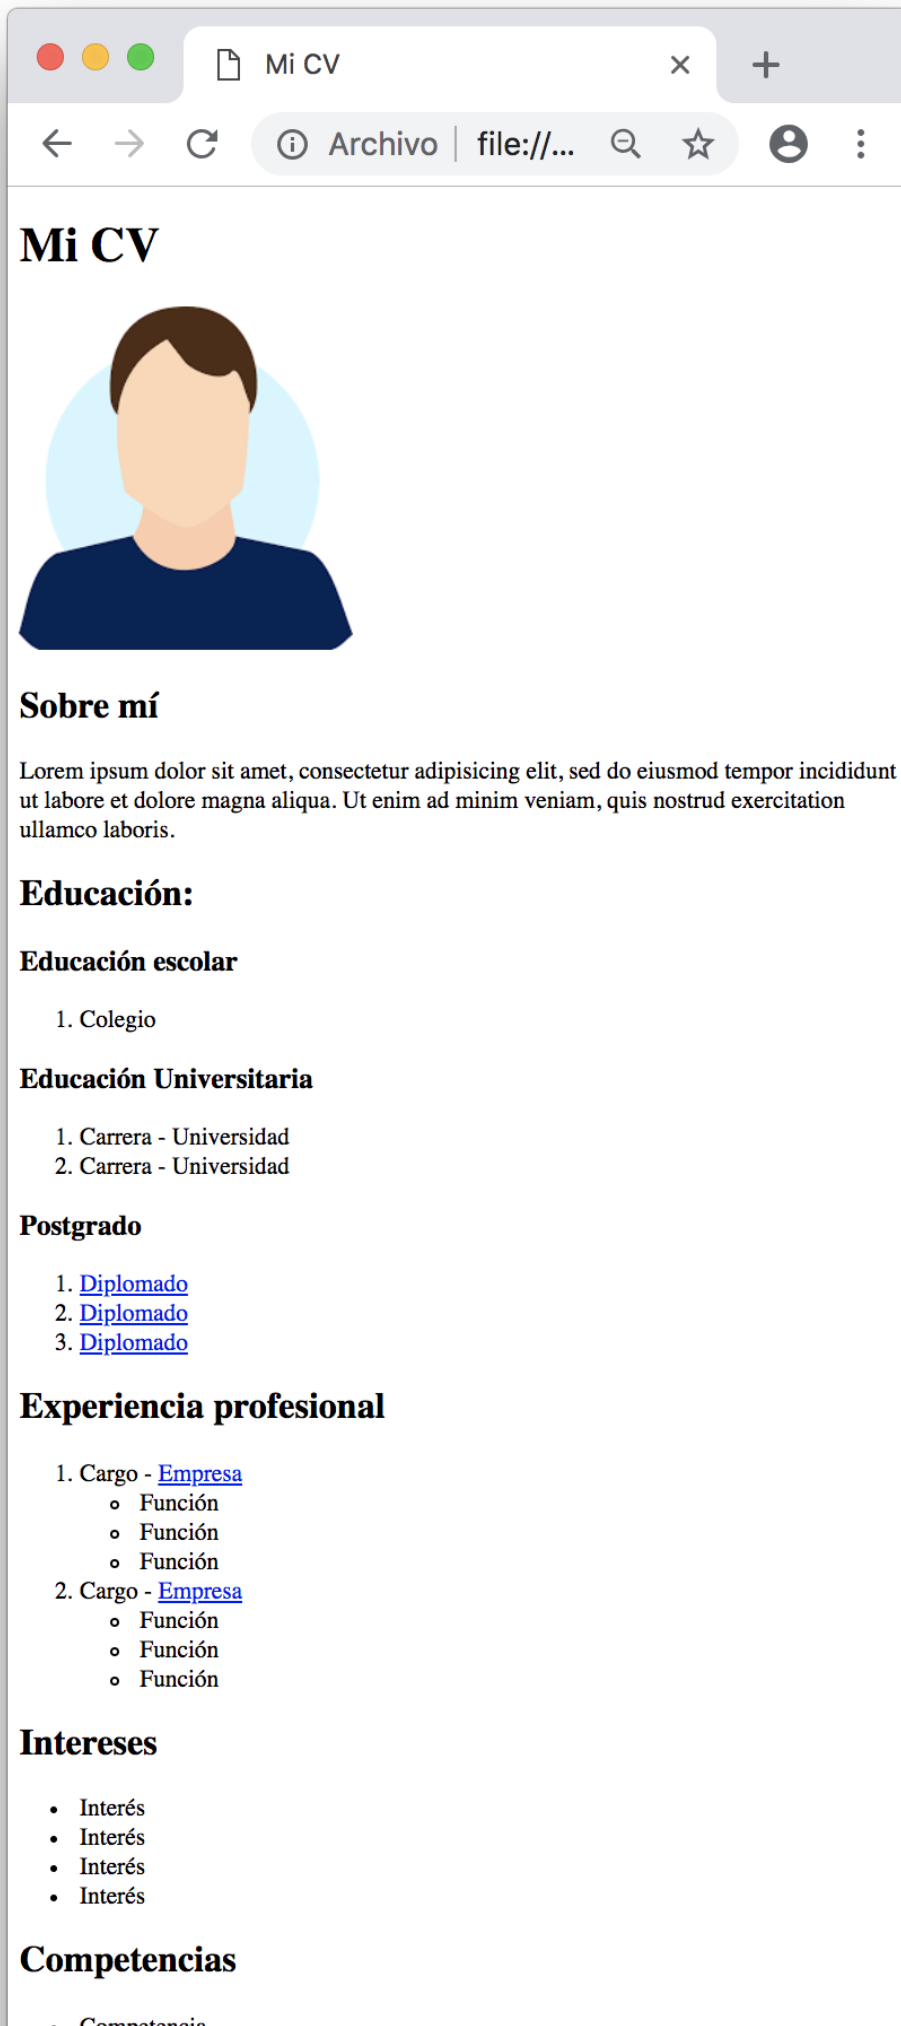 Mi CV
Archivo file://...
Mi CV
Sobre mí
Lorem ipsum dolor sit amet, consectetur adipisicing elit, sed do eiusmod tempor incididunt
ut labore et dolore magna aliqua. Ut enim ad minim veniam, quis nostrud exercitation
ullamco laboris.
Educación:
Educación escolar
1. Colegio
Educación Universitaria
1. Carrera - Universidad
2. Carrera - Universidad
Postgrado
1. Diplomado
2. Diplomado
3. Diplomado
Experiencia profesional
1. Cargo - Empresa
Función
Función
Función
2. Cargo - Empresa
Función
Función
Función
Intereses
Interés
Interés
Interés
Interés
Competencias
Competencia